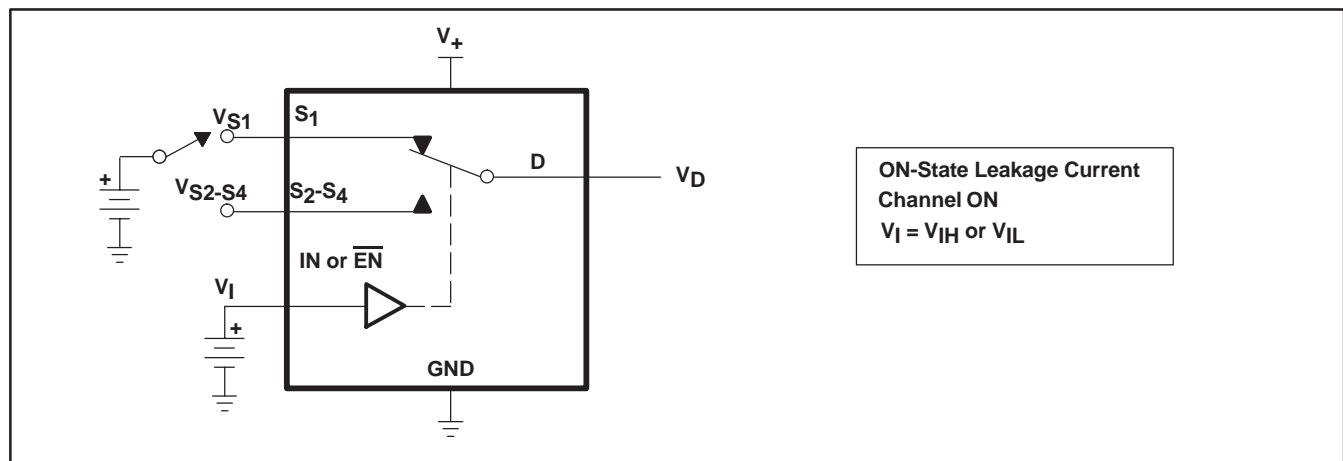 V+
VS1
S1
+
D
VD
VS2-S4
S2-S4
IN or EN
VI
+
GND
ON-State Leakage Current
Channel ON
VI = VIH or VIL